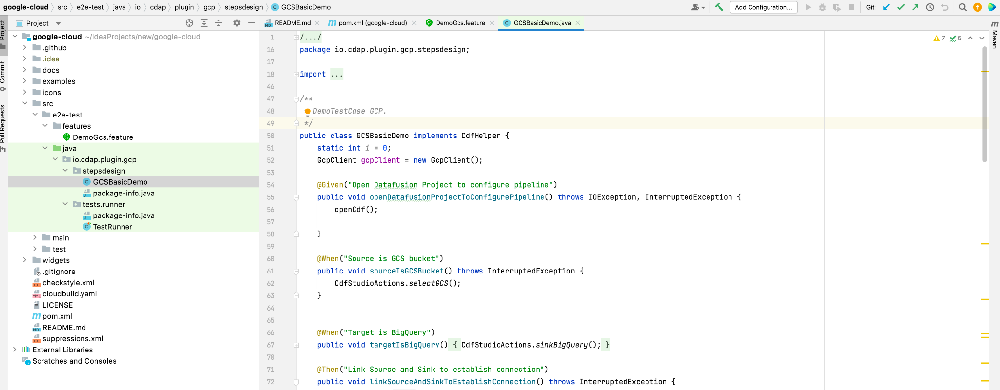 google-cloud src e2e-test java io cdap plugin gcp stepsdesign GCSBasicDemo Add Configuration... Git:
Project
Commit
Pull Requests
Project
google-cloud ~/IdeaProjects/new/google-cloud
.github
.idea
docs
examples
icons
src
e2e-test
features
DemoGcs.feature
java
io.cdap.plugin.gcp
stepsdesign
GCSBasicDemo
package-info.java
tests.runner
package-info.java
TestRunner
main
test
widgets
.gitignore
checkstyle.xml
cloudbuild.yaml
LICENSE
pom.xml
README.md
suppressions.xml
External Libraries
Scratches and Consoles
README.md pom.xml (google-cloud) DemoGcs.feature GCSBasicDemo.java
7 5
Maven
1 /.../
16 package io.cdap.plugin.gcp.stepsdesign;
17
18 import ...
46
47 /**
48 DemoTestCase GCP.
49 */
50 public class GCSBasicDemo implements CdfHelper {
51 static int i = 0;
52 GcpClient gcpClient = new GcpClient();
53
54 @Given("Open Datafusion Project to configure pipeline")
55 public void openDatafusionProjectToConfigurePipeline() throws IOException, InterruptedException {
56 openCdf();
57
58 }
59
60 @When("Source is GCS bucket")
61 public void sourceIsGCSBucket() throws InterruptedException {
62 CdfStudioActions.selectGCS();
63 }
64
65
66 @When("Target is BigQuery")
67 public void targetIsBigQuery() { CdfStudioActions.sinkBigQuery(); }
70
71 @Then("Link Source and Sink to establish connection")
72 public void linkSourceAndSinkToEstablishConnection() throws InterruptedException {